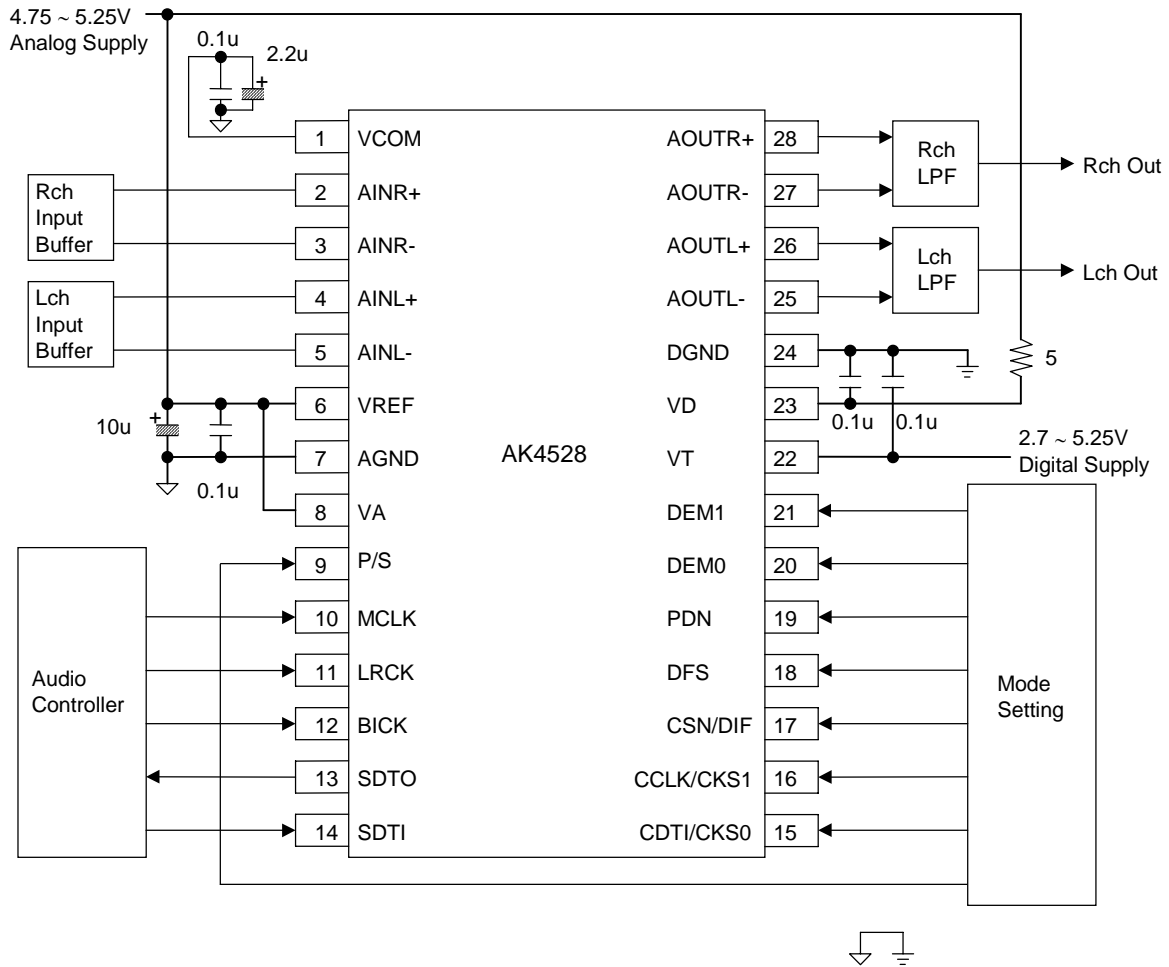 4.75 ~ 5.25V
Analog Supply
0.1u
2.2u
+
1 VCOM
AOUTR+ 28
Rch
LPF
Rch Out
Rch
Input
Buffer
2 AINR+
AOUTR- 27
3 AINR-
AOUTL+ 26
Lch
LPF
Lch Out
Lch
Input
Buffer
4 AINL+
AOUTL- 25
5 AINL-
DGND 24
5
10u
+
6 VREF
VD 23
0.1u
0.1u
7 AGND
AK4528
VT 22
2.7 ~ 5.25V
Digital Supply
0.1u
8 VA
DEM1 21
9 P/S
DEM0 20
10 MCLK
PDN 19
Audio
Controller
11 LRCK
DFS 18
Mode
Setting
12 BICK
CSN/DIF 17
13 SDTO
CCLK/CKS1 16
14 SDTI
CDTI/CKS0 15